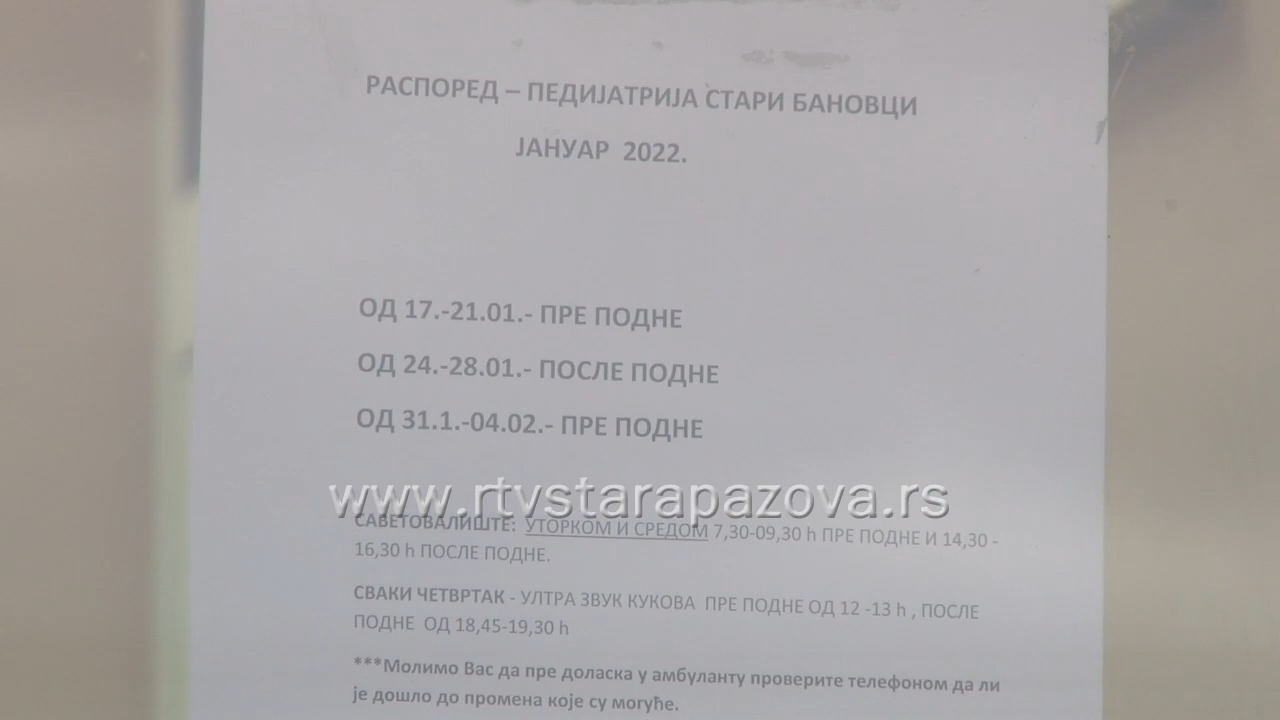 РАСПОРЕД – ПЕДИЈАТРИЈА СТАРИ БАНОВЦИ
ЈАНУАР 2022.
ОД 17.-21.01.- ПРЕ ПОДНЕ
ОД 24.-28.01.- ПОСЛЕ ПОДНЕ
ОД 31.1.-04.02.- ПРЕ ПОДНЕ
www.rtvstarapazova.rs
САВЕТОВАЛИШТЕ: УТОРКОМ И СРЕДОМ 7,30-09,30 h ПРЕ ПОДНЕ И 14,30 -
16,30 h ПОСЛЕ ПОДНЕ.
СВАКИ ЧЕТВРТАК - УЛТРА ЗВУК КУКОВА ПРЕ ПОДНЕ ОД 12 -13 h , ПОСЛЕ
ПОДНЕ ОД 18,45-19,30 h
***Молимо Вас да пре доласка у амбуланту проверите телефоном да ли
је дошло до промена које су могуће.